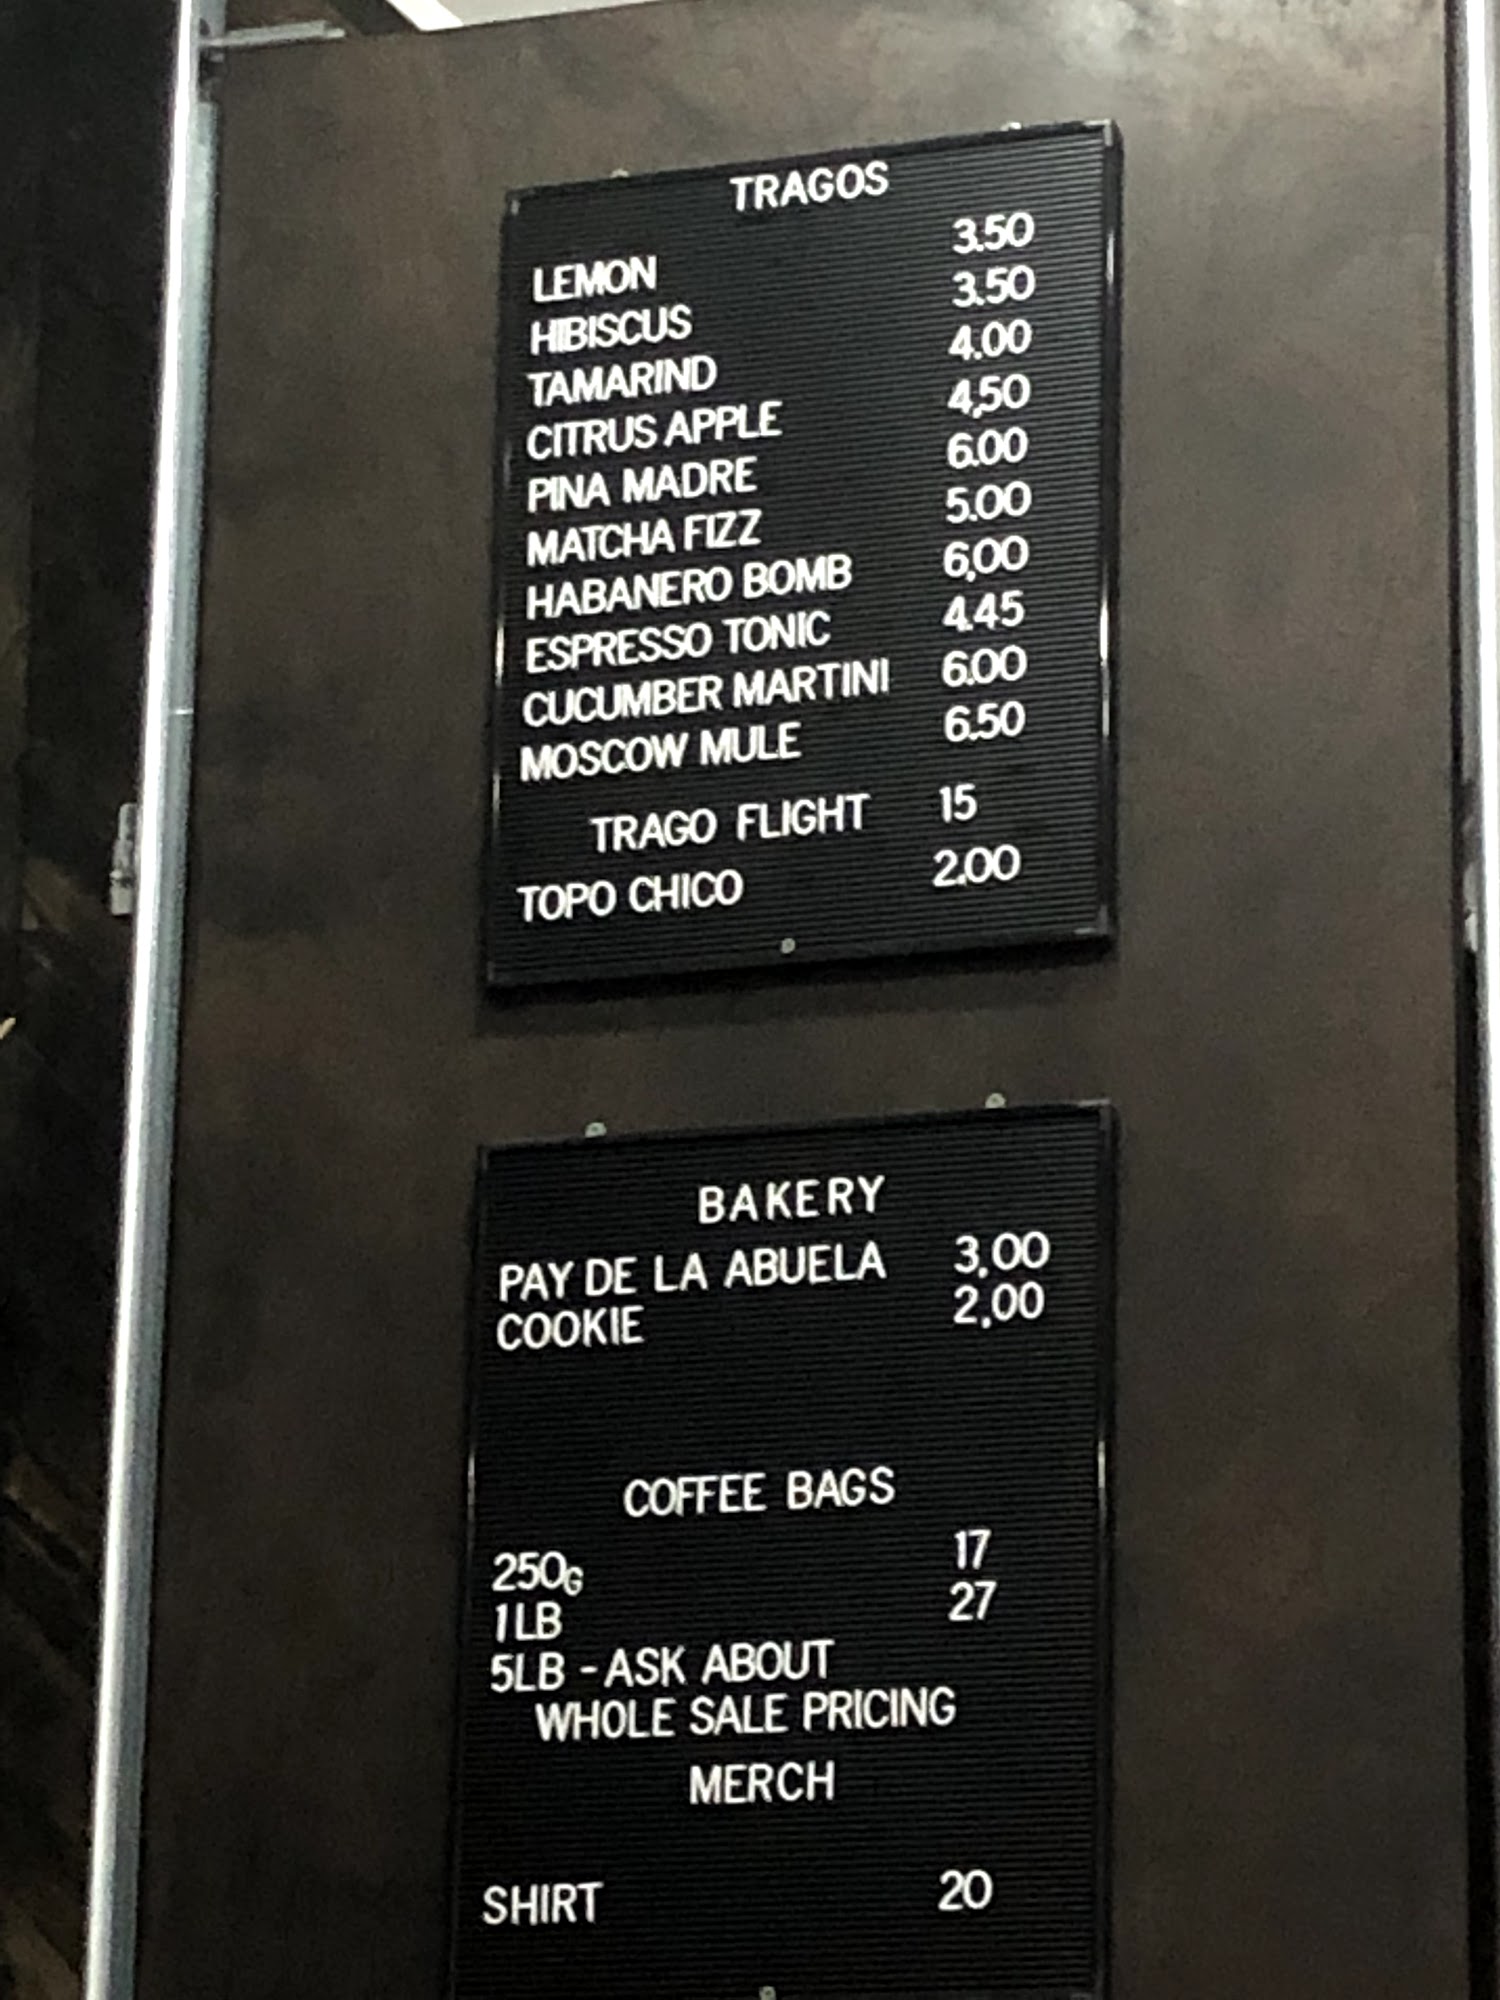 TRAGOS
LEMON 3.50
HIBISCUS 3.50
TAMARIND 4.00
CITRUS APPLE 4,50
PINA MADRE 6.00
MATCHA FIZZ 5.00
HABANERO BOMB 6,00
ESPRESSO TONIC 4.45
CUCUMBER MARTINI 6.00
MOSCOW MULE 6.50
TRAGO FLIGHT 15
TOPO CHICO 2.00
BAKERY
PAY DE LA ABUELA 3,00
COOKIE 2,00
COFFEE BAGS
250G 17
1LB 27
5LB - ASK ABOUT
WHOLE SALE PRICING
MERCH
SHIRT 20